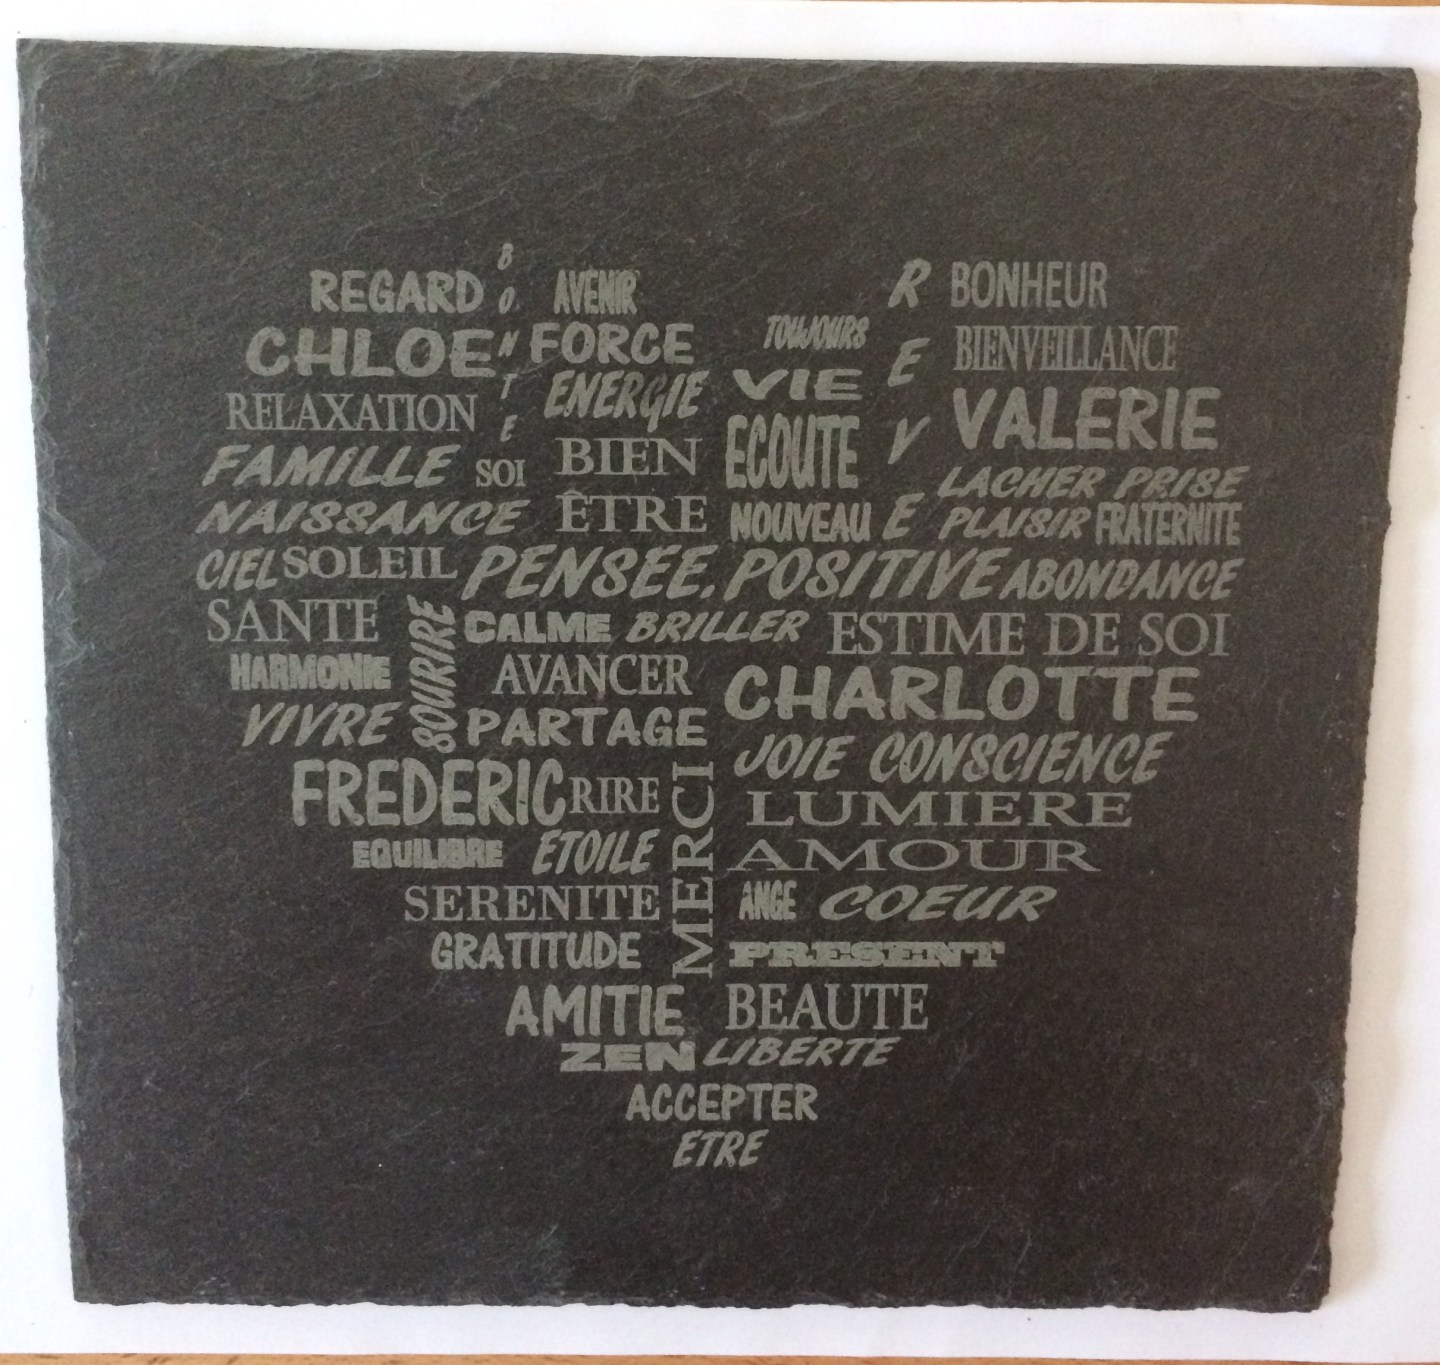 REGARD
BONTE
AVENIR
CHLOE
FORCE
RELAXATION
ENERGIE
FAMILLE
SOI
BIEN
NAISSANCE
ÊTRE
TOUJOURS
VIE
ECOUTE
NOUVEAU
REVE
BONHEUR
BIENVEILLANCE
VALERIE
LACHER PRISE
PLAISIR FRATERNITE
CIEL SOLEIL PENSEE. POSITIVE ABONDANCE
SANTE
SOURIRE
CALME BRILLER ESTIME DE SOI
HARMONIE
AVANCER
CHARLOTTE
VIVRE
PARTAGE
JOIE CONSCIENCE
FREDERIC RIRE
MERCI
LUMIERE
EQUILIBRE ETOILE
AMOUR
SERENITE
ANGE COEUR
GRATITUDE
PRESENT
AMITIE BEAUTE
ZEN LIBERTE
ACCEPTER
ETRE